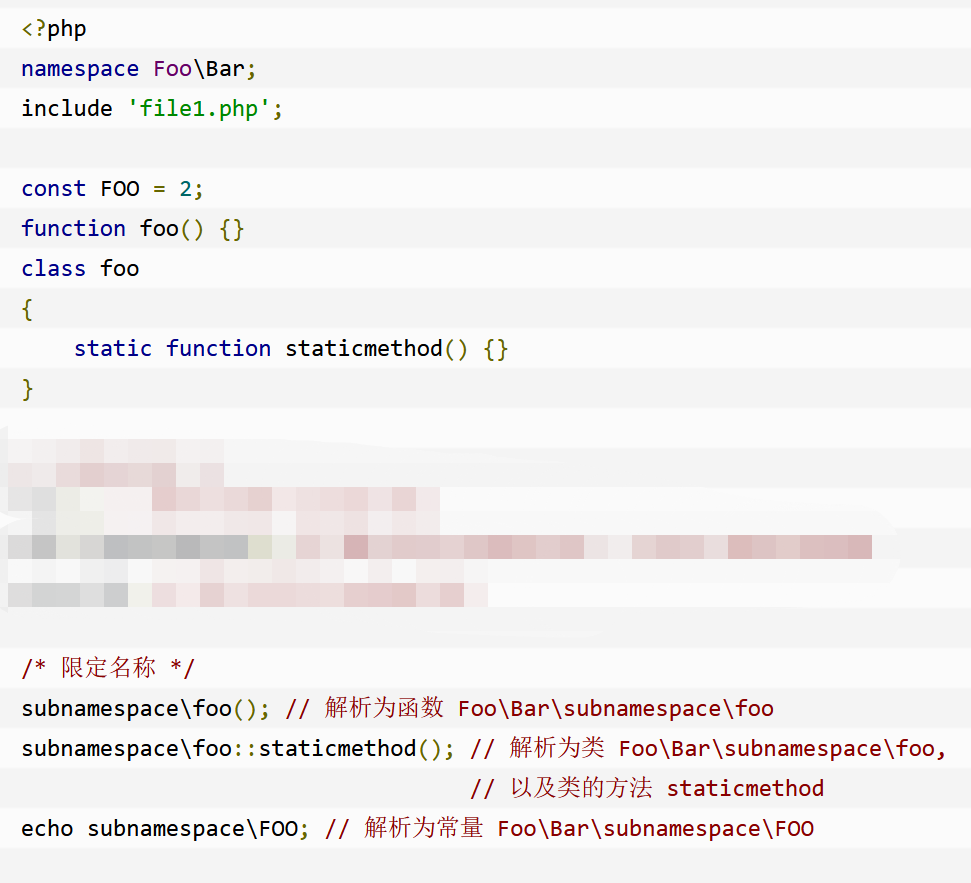 <?php
namespace Foo\Bar;
include 'file1.php';
const FOO = 2;
function foo() {}
class foo
{
    static function staticmethod() {}
}
/* 限定名称 */
subnamespace\foo(); // 解析为函数 Foo\Bar\subnamespace\foo
subnamespace\foo::staticmethod(); // 解析为类 Foo\Bar\subnamespace\foo,
                                  // 以及类的方法 staticmethod
echo subnamespace\FOO; // 解析为常量 Foo\Bar\subnamespace\FOO